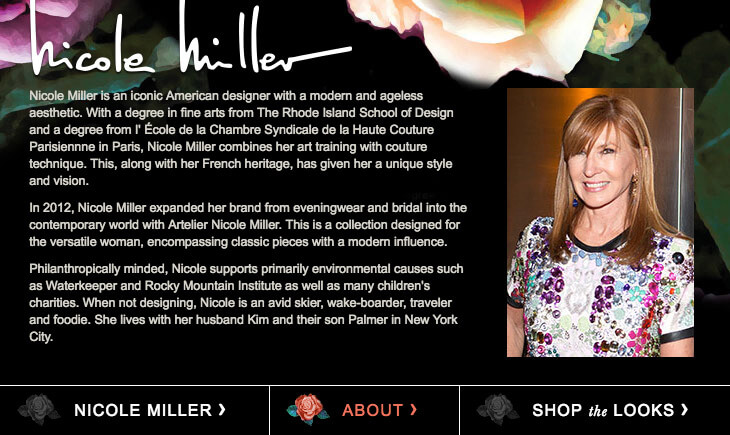 Nicole Miller
Nicole Miller is an iconic American designer with a modern and ageless
aesthetic. With a degree in fine arts from The Rhode Island School of Design
and a degree from l' École de la Chambre Syndicale de la Haute Couture
Parisiennne in Paris, Nicole Miller combines her art training with couture
technique. This, along with her French heritage, has given her a unique style
and vision.
In 2012, Nicole Miller expanded her brand from eveningwear and bridal into the
contemporary world with Artelier Nicole Miller. This is a collection designed for
the versatile woman, encompassing classic pieces with a modern influence.
Philanthropically minded, Nicole supports primarily environmental causes such
as Waterkeeper and Rocky Mountain Institute as well as many children's
charities. When not designing, Nicole is an avid skier, wake-boarder, traveler
and foodie. She lives with her husband Kim and their son Palmer in New York
City.
NICOLE MILLER › ABOUT › SHOP the LOOKS ›